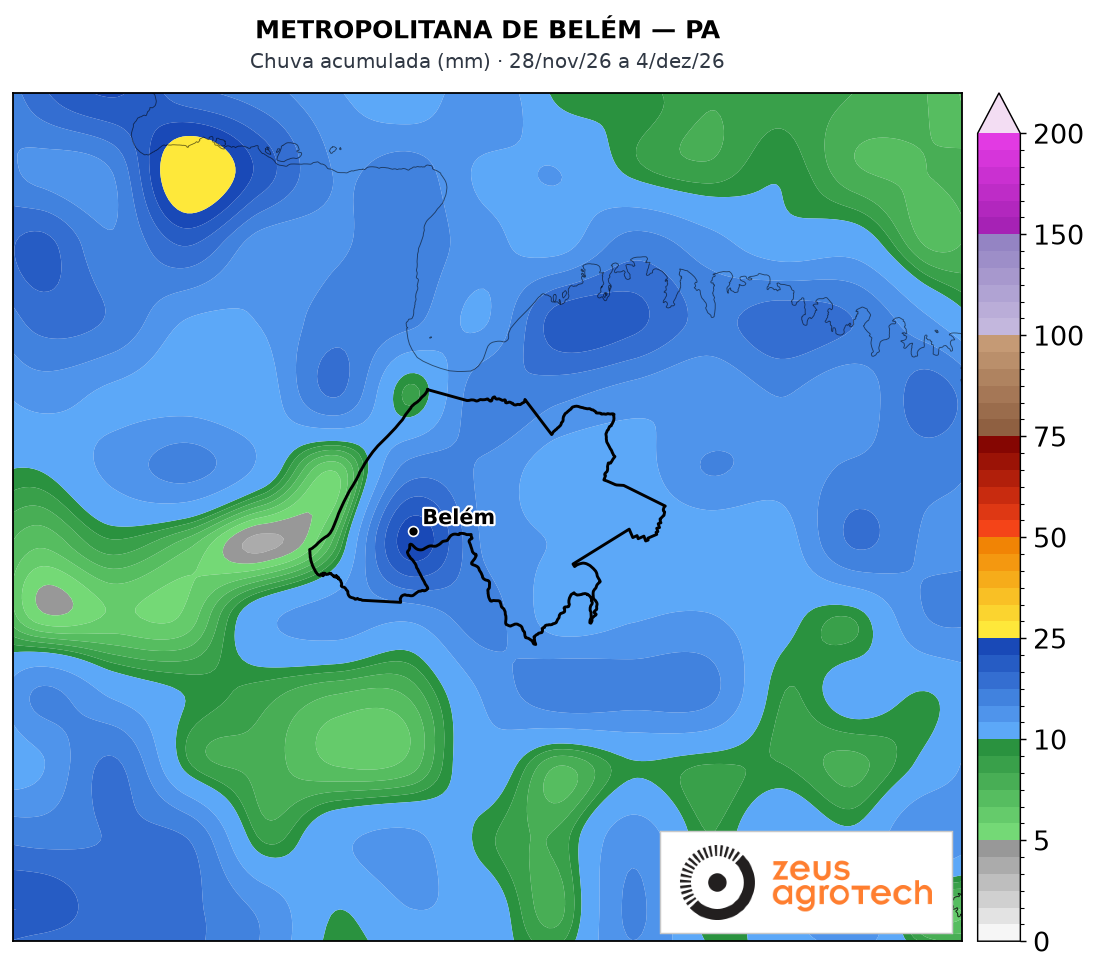 METROPOLITANA DE BELÉM — PA
Chuva acumulada (mm) · 28/nov/26 a 4/dez/26
200
150
100
75
50
25
10
5
0
Belém
zeus
agrotech